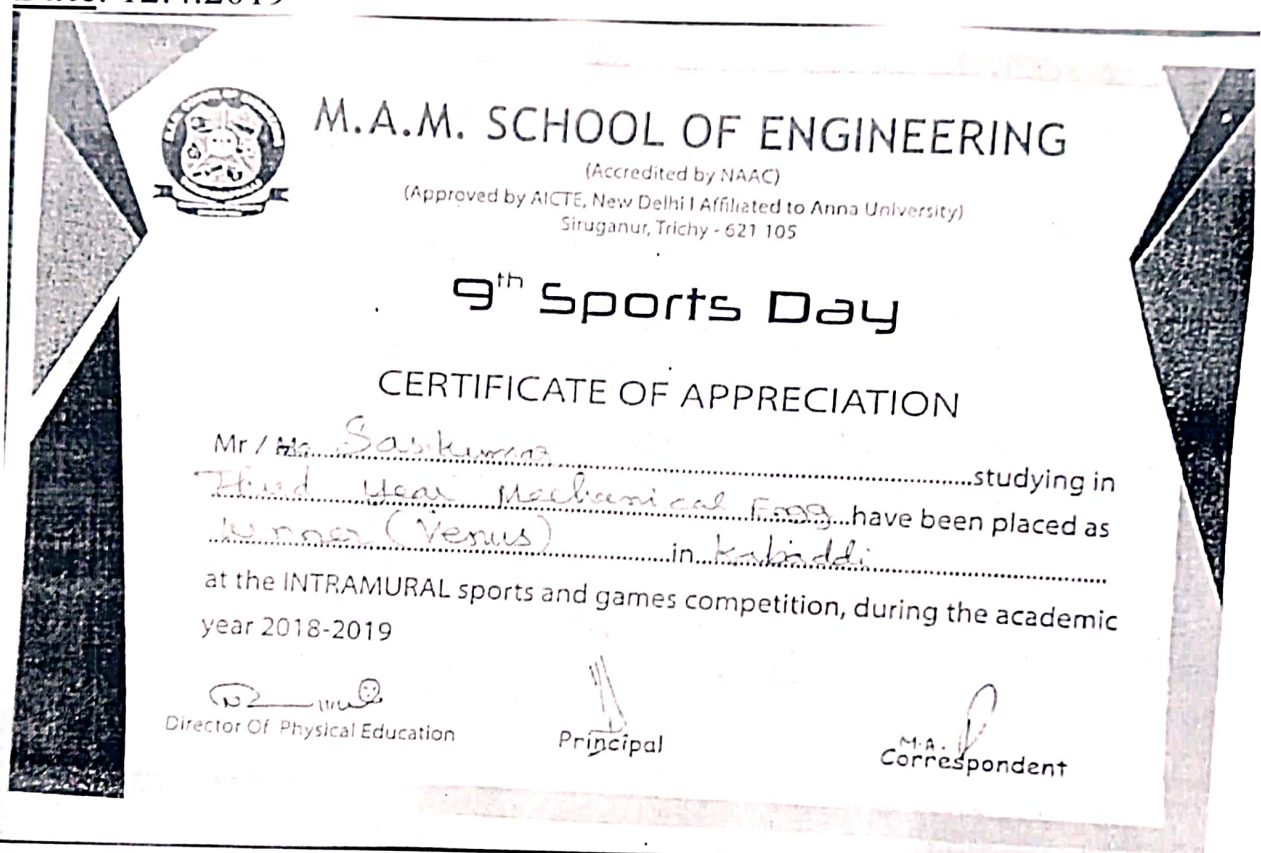 12.4.2019
M.A.M. SCHOOL OF ENGINEERING
(Accredited by NAAC)
(Approved by AICTE, New Delhi I Affiliated to Anna University)
Siruganur, Trichy - 621 105
9th Sports Day
CERTIFICATE OF APPRECIATION
Mr / Ms. Sasikumar studying in
Third Year Mechanical Engg have been placed as
Winner (Venus) in Kabaddi
at the INTRAMURAL sports and games competition, during the academic
year 2018-2019
Director Of Physical Education
Principal
M.A.
Correspondent